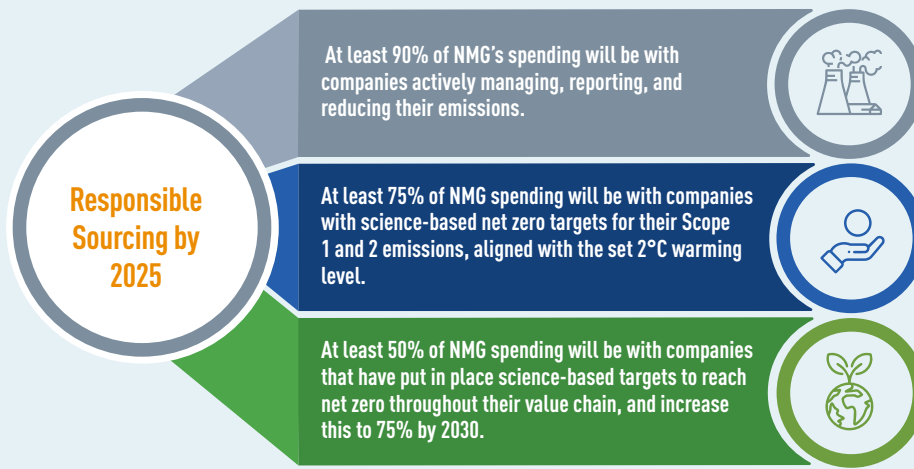 Responsible
Sourcing by
2025
At least 90% of NMG's spending will be with
companies actively managing, reporting, and
reducing their emissions.
At least 75% of NMG spending will be with companies
with science-based net zero targets for their Scope
1 and 2 emissions, aligned with the set 2°C warming
level.
At least 50% of NMG spending will be with companies
that have put in place science-based targets to reach
net zero throughout their value chain, and increase
this to 75% by 2030.